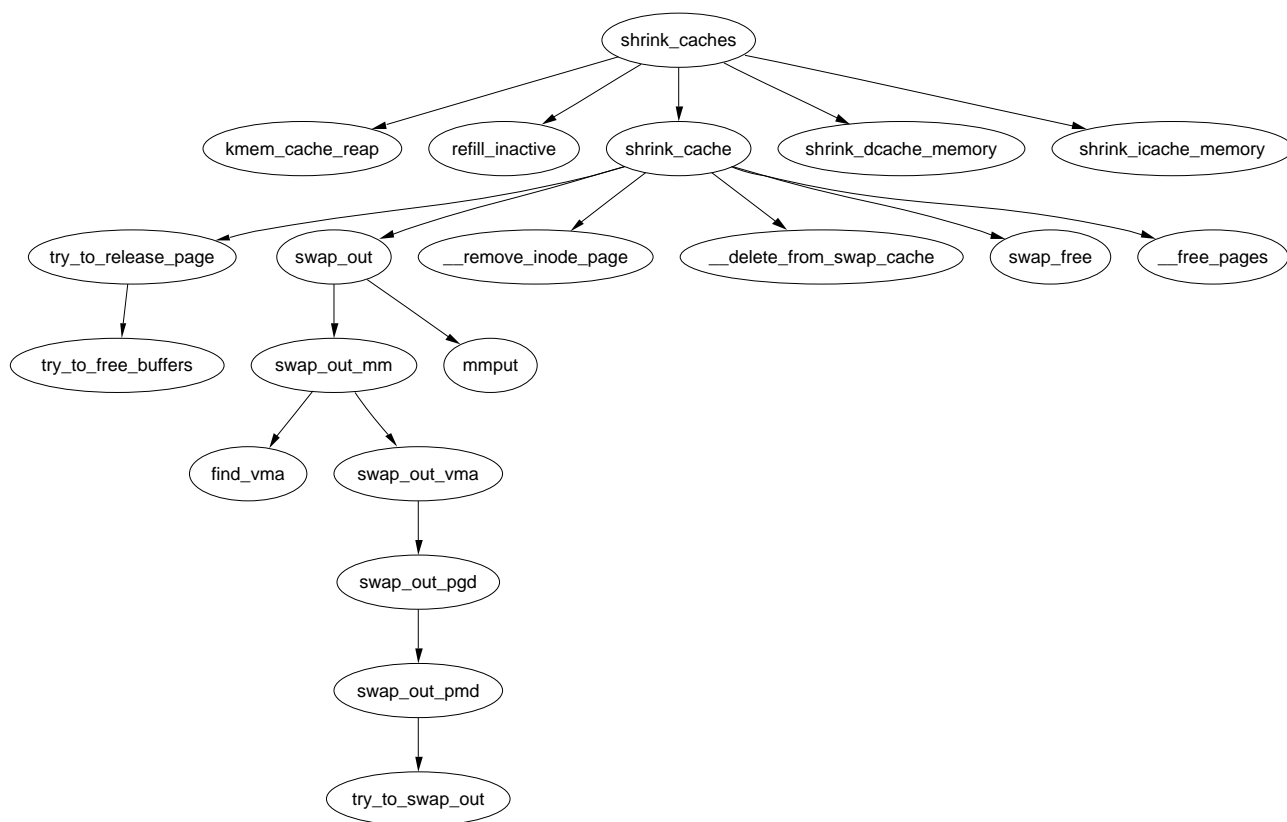 shrink_caches
kmem_cache_reap
refill_inactive
shrink_cache
shrink_dcache_memory
shrink_icache_memory
try_to_release_page
swap_out
__remove_inode_page
__delete_from_swap_cache
swap_free
__free_pages
try_to_free_buffers
swap_out_mm
mmput
find_vma
swap_out_vma
swap_out_pgd
swap_out_pmd
try_to_swap_out